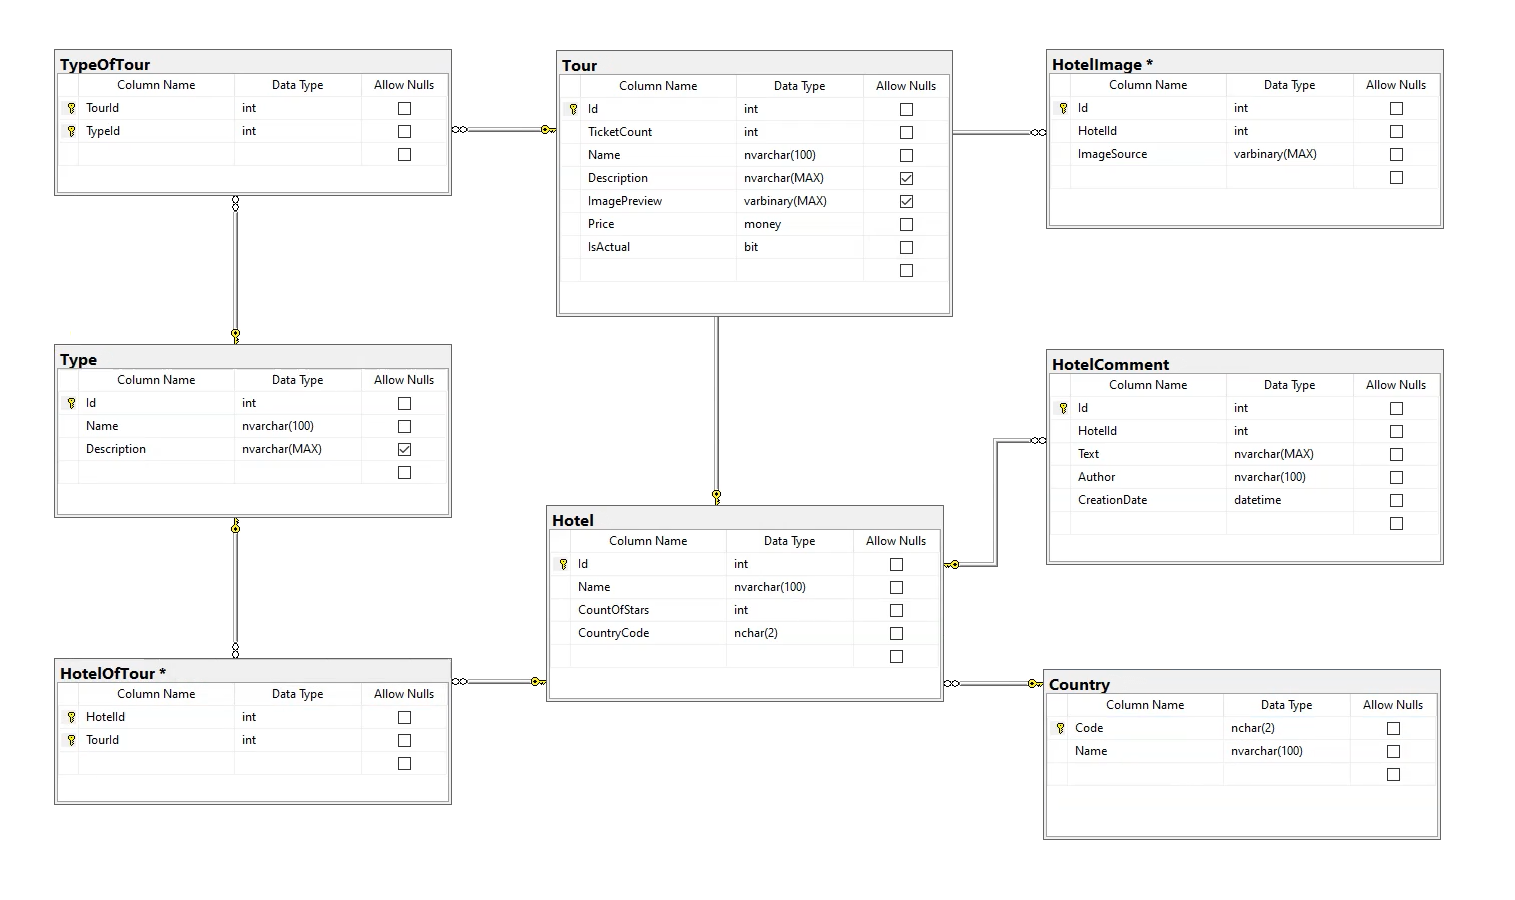 TypeOfTour
Column Name Data Type Allow Nulls
TourId int
TypeId int
Tour
Column Name Data Type Allow Nulls
Id int
TicketCount int
Name nvarchar(100)
Description nvarchar(MAX)
ImagePreview varbinary(MAX)
Price money
IsActual bit
HotelImage *
Column Name Data Type Allow Nulls
Id int
HotelId int
ImageSource varbinary(MAX)
Type
Column Name Data Type Allow Nulls
Id int
Name nvarchar(100)
Description nvarchar(MAX)
HotelComment
Column Name Data Type Allow Nulls
Id int
HotelId int
Text nvarchar(MAX)
Author nvarchar(100)
CreationDate datetime
Hotel
Column Name Data Type Allow Nulls
Id int
Name nvarchar(100)
CountOfStars int
CountryCode nchar(2)
HotelOfTour *
Column Name Data Type Allow Nulls
HotelId int
TourId int
Country
Column Name Data Type Allow Nulls
Code nchar(2)
Name nvarchar(100)